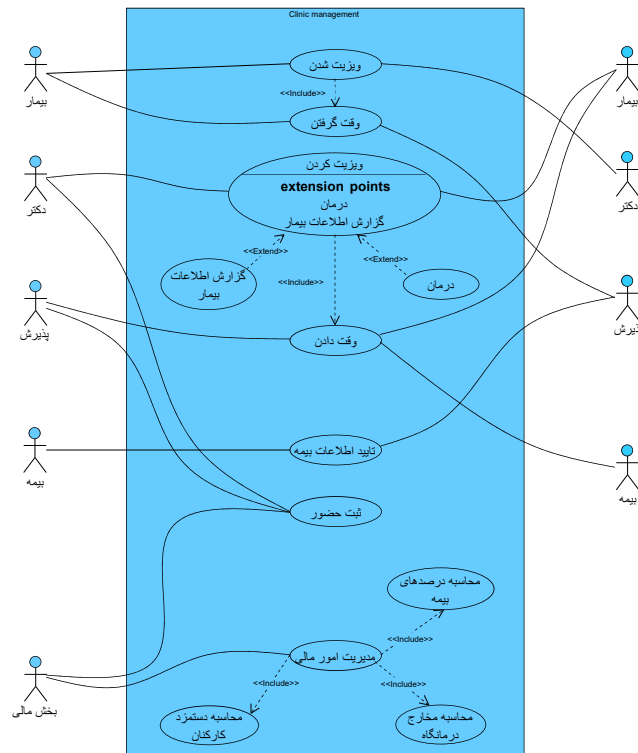 Clinic management
ویزیت شدن
<<Include>>
بیمار
بیمار
وقت گرفتن
ویزیت کردن
extension points
درمان
گزارش اطلاعات بیمار
دکتر
دکتر
<<Extend>>
<<Extend>>
گزارش اطلاعات
بیمار
<<Include>>
درمان
پذیرش
ذیرش
وقت دادن
تایید اطلاعات بیمه
بیمه
بیمه
ثبت حضور
محاسبه درصدهای
بیمه
<<Include>>
مدیریت امور مالی
<<Include>>
<<Include>>
بخش مالی
محاسبه دستمزد
کارکنان
محاسبه مخارج
درمانگاه